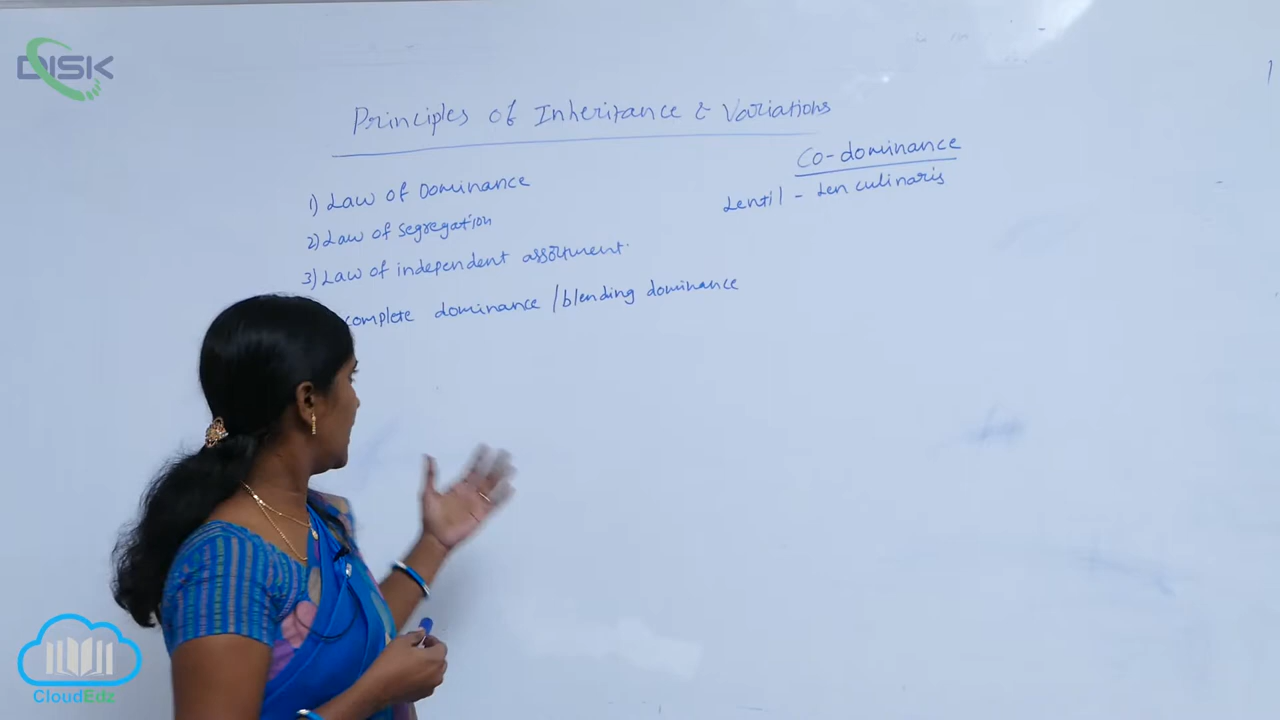 DISK
Principles of Inheritance & Variations
1) Law of Dominance
2) Law of segregation
3) Law of independent assortment.
complete dominance / blending dominance
Co-dominance
Lentil - Len culinaris
CloudEdz